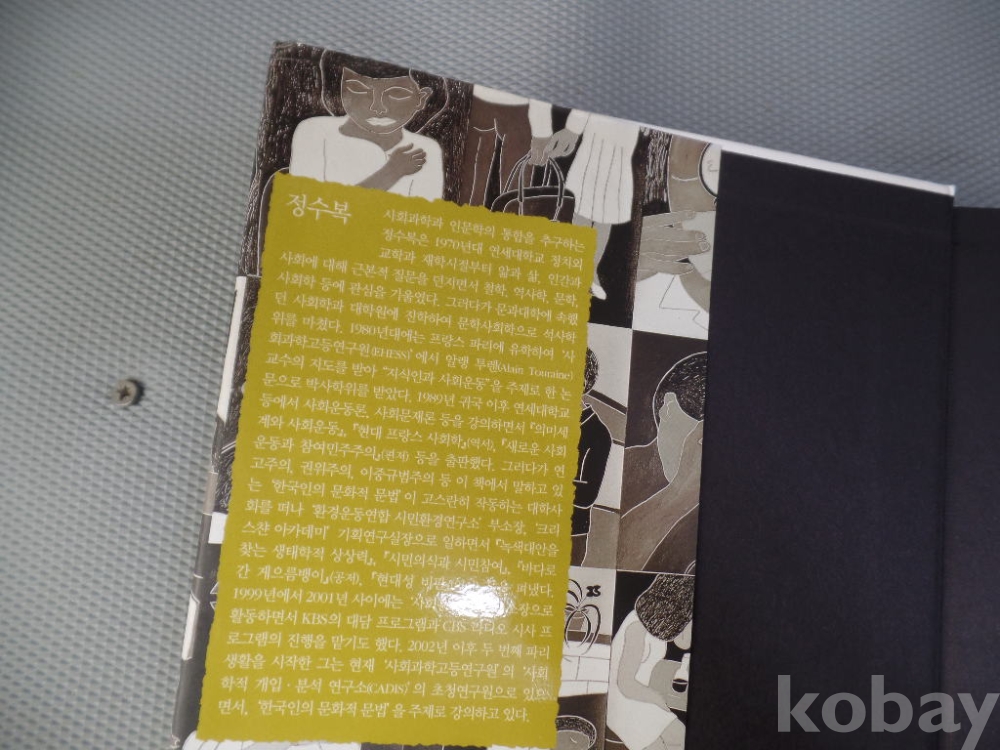 정수복
사회과학과 인문학의 통합을 추구하는
정수복은 1970년대 연세대학교 정치외
교학과 재학시절부터 앎과 삶, 인간과
사회에 대해 근본적 질문을 던지면서 철학, 역사학, 문학,
사회학 등에 관심을 기울였다. 그러다가 문과대학에 속했
던 사회학과 대학원에 진학하여 문학사회학으로 석사학
위를 마쳤다. 1980년대에는 프랑스 파리에 유학하여 '사
회과학고등연구원(EHESS)'에서 알랭 투렌(Alain Touraine)
교수의 지도를 받아 "지식인과 사회운동"을 주제로 한 논
문으로 박사학위를 받았다. 1989년 귀국 이후 연세대학교
등에서 사회운동론, 사회문제론 등을 강의하면서 『의미세
계와 사회운동』, 『현대 프랑스 사회학』(역서), 『새로운 사회
운동과 참여민주주의』(편저) 등을 출판했다. 그러다가 연
고주의, 권위주의, 이중규범주의 등 이 책에서 말하고 있
는 '한국인의 문화적 문법'이 고스란히 작동하는 대학사
회를 떠나 '환경운동연합 시민환경연구소' 부소장, '크리
스챤 아카데미' 기획연구실장으로 일하면서 『녹색대안을
찾는 생태학적 상상력』, 『시민의식과 시민참여』, 『바다로
간 게으름뱅이』(공저), 『현대성 펴냈다.
1999년에서 2001년 사이에는 '사회 장으로
활동하면서 KBS의 대담 프로그램과 CBS 라디오 시사 프
로그램의 진행을 맡기도 했다. 2002년 이후 두 번째 파리
생활을 시작한 그는 현재 '사회과학고등연구원'의 '사회
학적 개입·분석 연구소(CADIS)'의 초청연구원으로 있으
면서, '한국인의 문화적 문법'을 주제로 강의하고 있다.
kobay